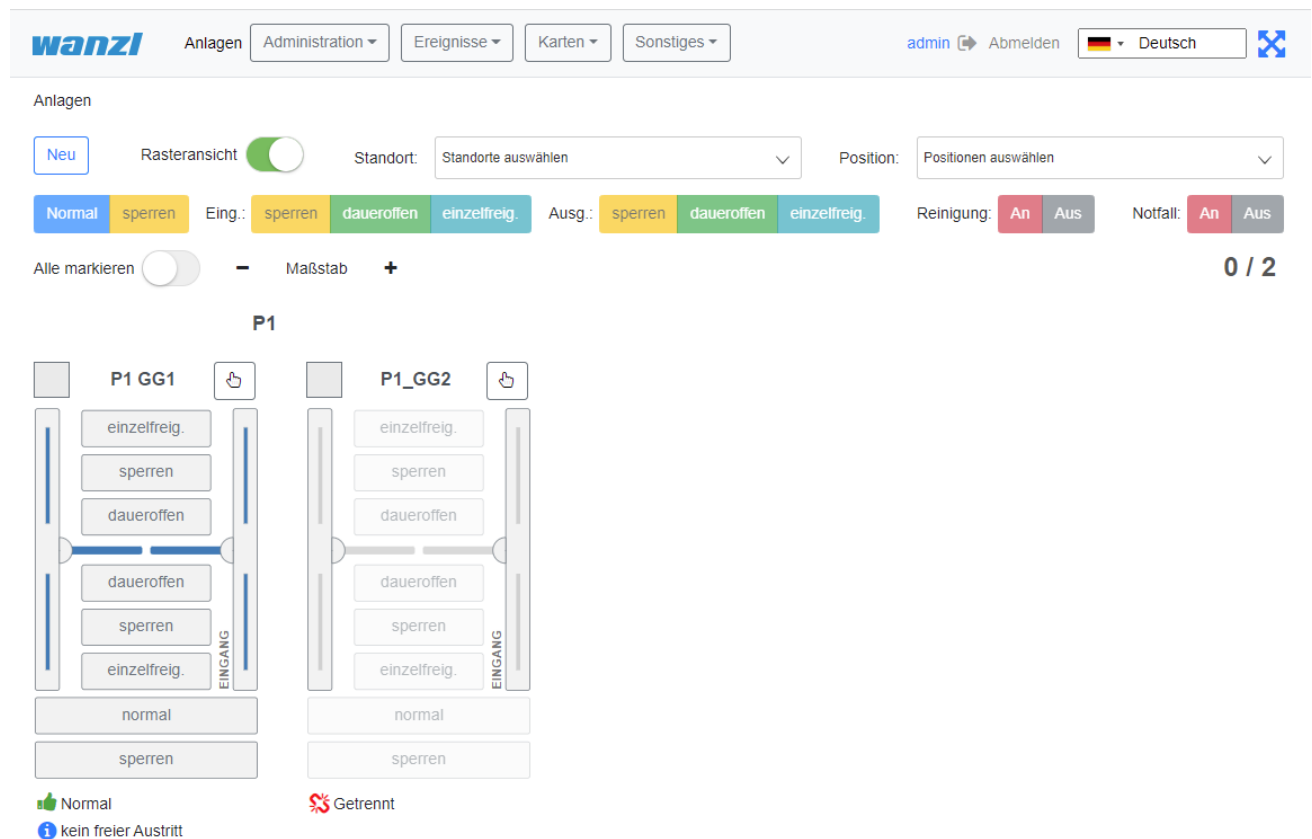 wanzl Anlagen Administration Ereignisse Karten Sonstiges admin Abmelden Deutsch
Anlagen
Neu Rasteransicht Standort: Standorte auswählen Position: Positionen auswählen
Normal sperren Eing.: sperren daueroffen einzelfreig. Ausg.: sperren daueroffen einzelfreig. Reinigung: An Aus Notfall: An Aus
Alle markieren - Maßstab + 0 / 2
P1
P1 GG1 P1_GG2
einzelfreig. einzelfreig.
sperren sperren
daueroffen daueroffen
daueroffen daueroffen
sperren sperren
einzelfreig. EINGANG einzelfreig. EINGANG
normal normal
sperren sperren
Normal Getrennt
kein freier Austritt